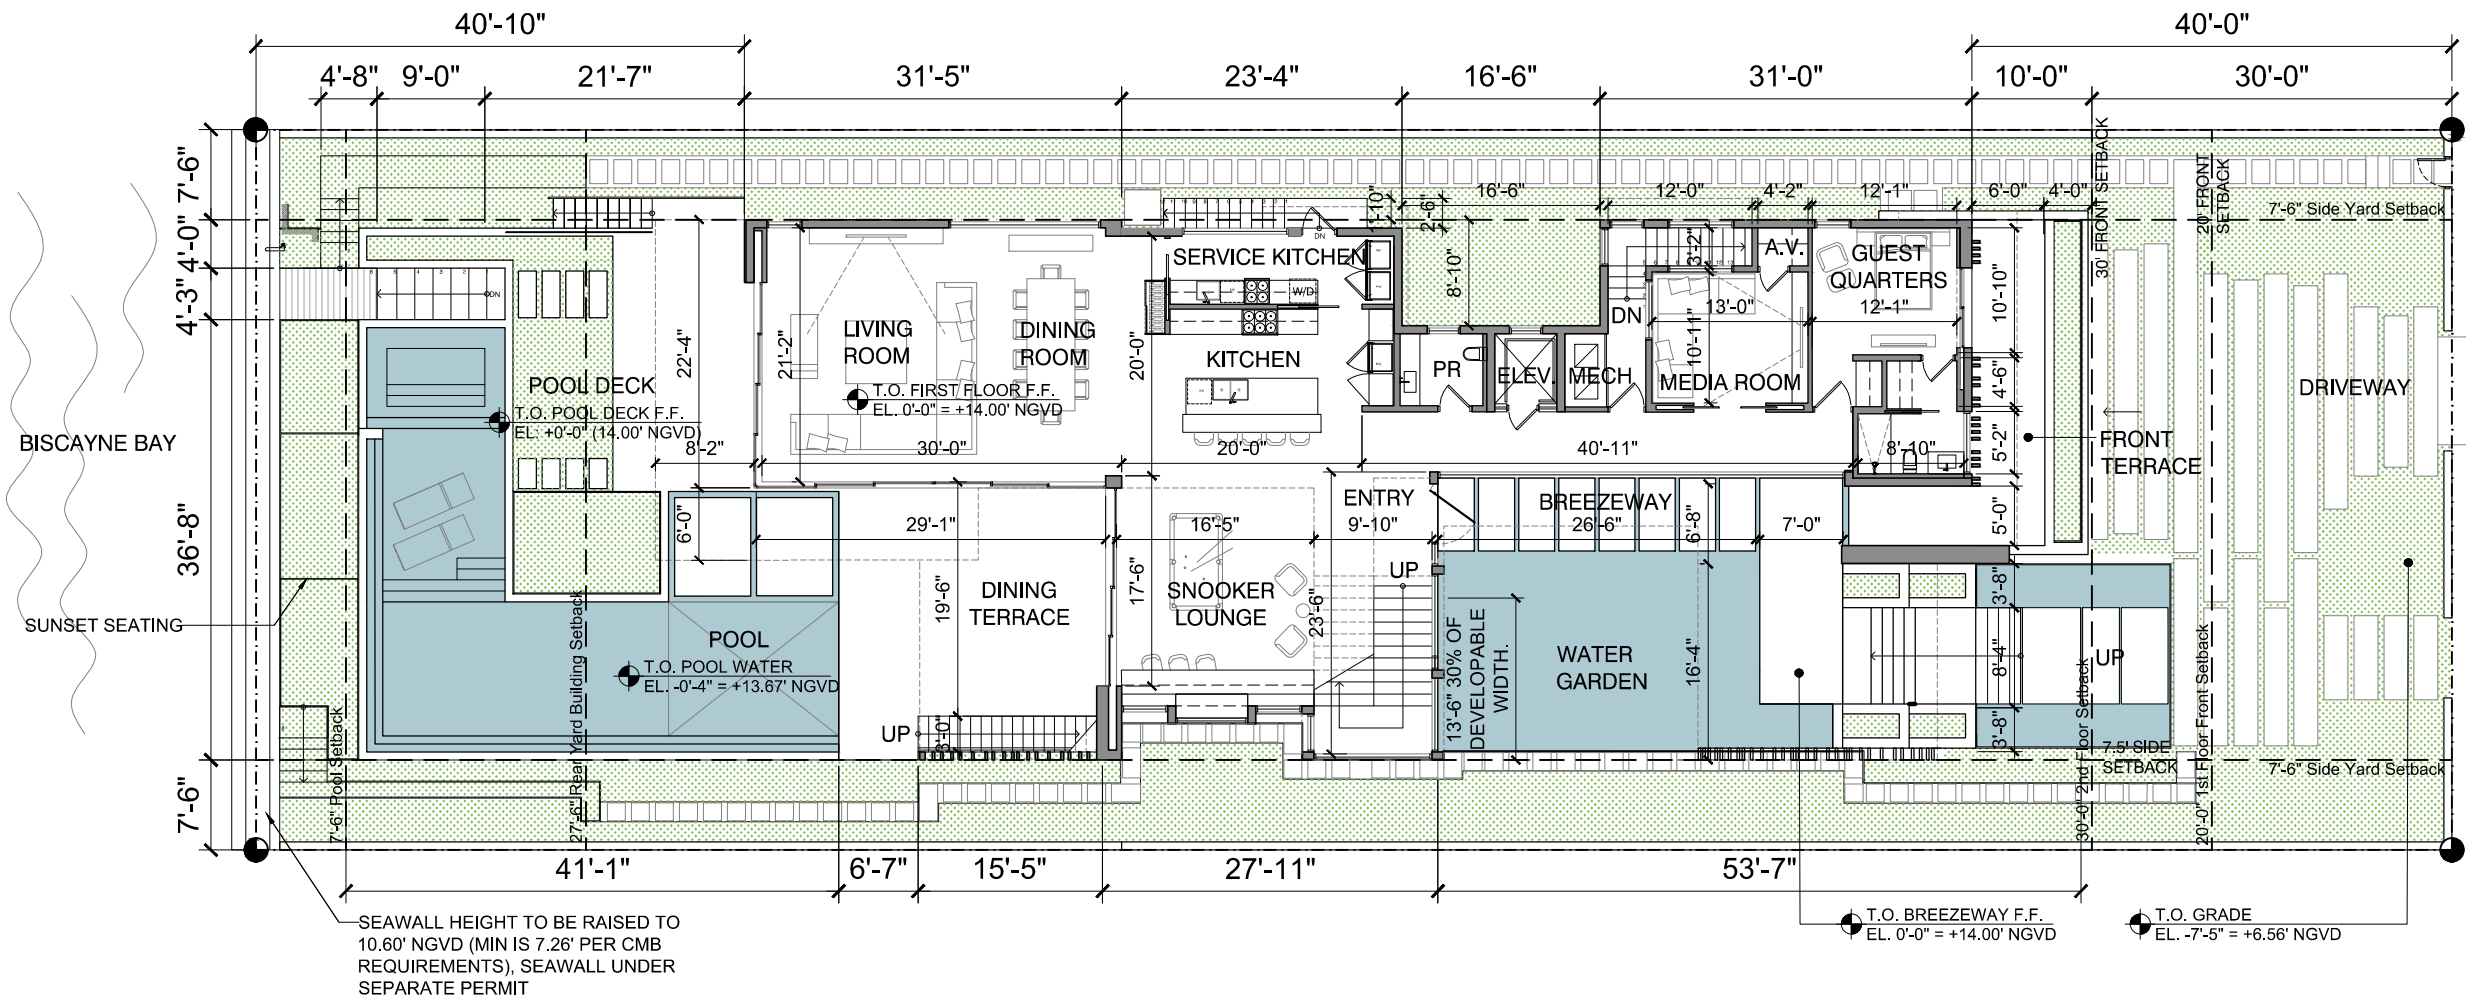 40'-10"
40'-0"
4'-8"
9'-0"
21'-7"
31'-5"
23'-4"
16'-6"
31'-0"
10'-0"
30'-0"
7'-6"
4'-0"
4'-3"
36'-8"
7'-6"
30' FRONT SETBACK
20' FRONT
SETBACK
7'-6" Side Yard Setback
1'-10"
2'-6"
16'-6"
12'-0"
4'-2"
12'-1"
6'-0"
4'-0"
DN
SERVICE KITCHEN
W/D
8'-10"
3'-2"
A.V.
GUEST
QUARTERS
10'-10"
DN
13'-0"
12'-1"
DN
LIVING
ROOM
DINING
ROOM
KITCHEN
22'-4"
21'-2"
20'-0"
10'-11"
PR
ELEV.
MECH
MEDIA ROOM
4'-6"
DRIVEWAY
POOL DECK
T.O. POOL DECK F.F.
EL: +0'-0" (14.00' NGVD)
T.O. FIRST FLOOR F.F.
EL. 0'-0" = +14.00' NGVD
BISCAYNE BAY
8'-2"
30'-0"
20'-0"
40'-11"
8'-10"
5'-2"
FRONT
TERRACE
ENTRY
BREEZEWAY
6'-0"
29'-1"
16'-5"
9'-10"
26'-6"
6'-8"
7'-0"
5'-0"
SUNSET SEATING
DINING
TERRACE
19'-6"
17'-6"
SNOOKER
LOUNGE
23'-6"
UP
3'-8"
POOL
T.O. POOL WATER
EL. -0'-4" = +13.67' NGVD
13'-6" 30% OF
DEVELOPABLE
WIDTH.
WATER
GARDEN
16'-4"
8'-4"
UP
UP
3'-0"
3'-8"
7.5' SIDE
SETBACK
7'-6" Side Yard Setback
7'-6" Pool Setback
27'-6" Rear Yard Building Setback
30'-0" 2nd Floor Setback
20'-0" 1st Floor Front Setback
41'-1"
6'-7"
15'-5"
27'-11"
53'-7"
SEAWALL HEIGHT TO BE RAISED TO
10.60' NGVD (MIN IS 7.26' PER CMB
REQUIREMENTS), SEAWALL UNDER
SEPARATE PERMIT
T.O. BREEZEWAY F.F.
EL. 0'-0" = +14.00' NGVD
T.O. GRADE
EL. -7'-5" = +6.56' NGVD